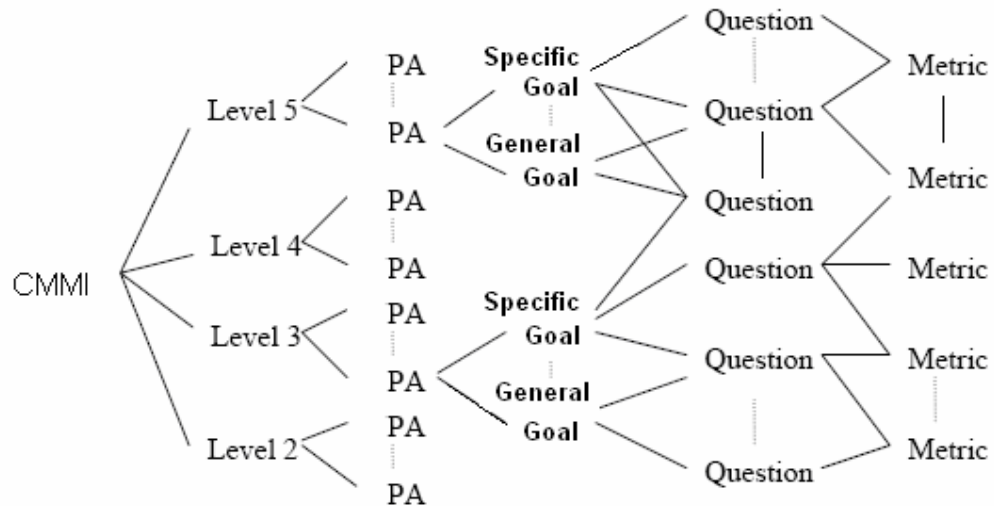 CMMI
Level 5
Level 4
Level 3
Level 2
PA
PA
PA
PA
PA
PA
PA
PA
Specific
Goal
General
Goal
Specific
Goal
General
Goal
Question
Question
Question
Question
Question
Question
Metric
Metric
Metric
Metric
Metric